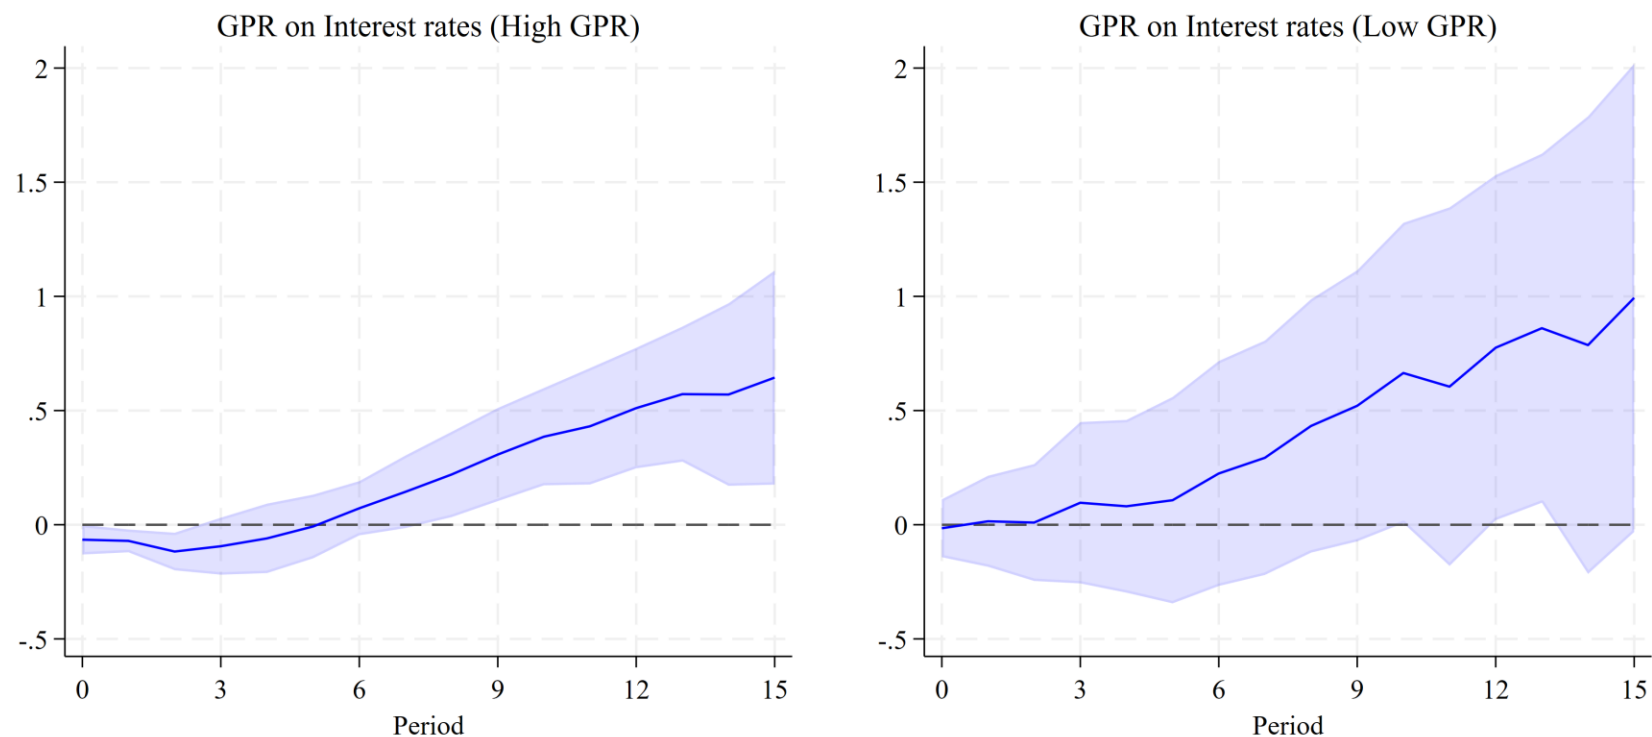 GPR on Interest rates (High GPR)
2
1.5
1
.5
0
-.5
0 3 6 9 12 15
Period
GPR on Interest rates (Low GPR)
2
1.5
1
.5
0
-.5
0 3 6 9 12 15
Period